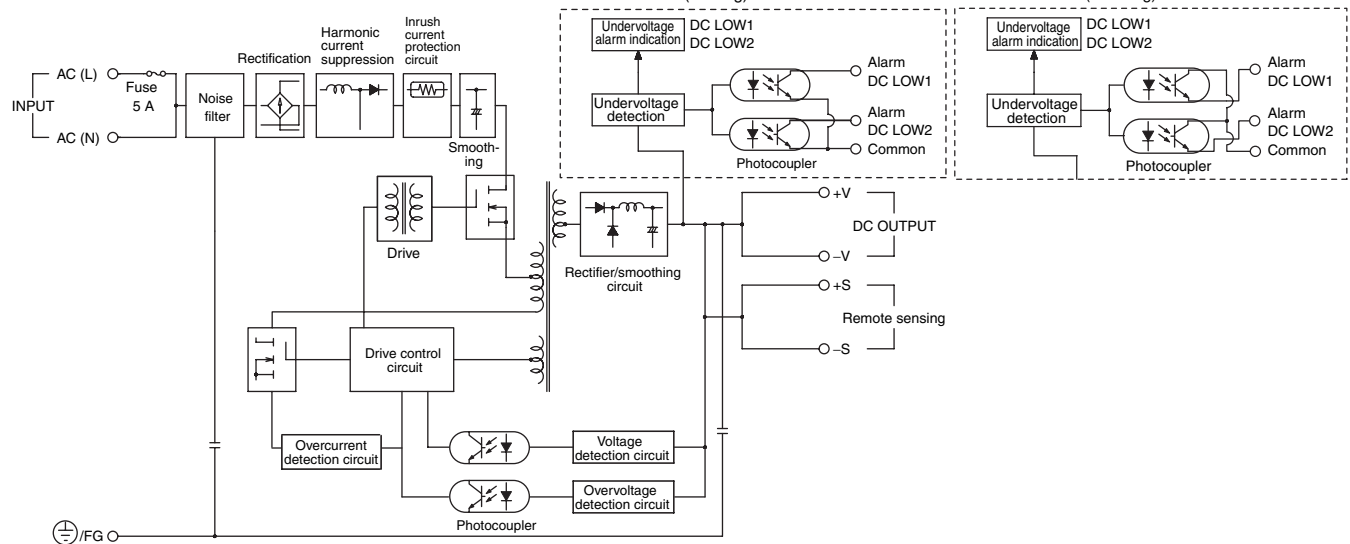 Undervoltage
alarm indication
DC LOW1
DC LOW2
Undervoltage
alarm indication
DC LOW1
DC LOW2
INPUT
AC (L)
AC (N)
Fuse
5 A
Noise
filter
Rectification
Harmonic
current
suppression
Inrush
current
protection
circuit
Smooth-
ing
Undervoltage
detection
Alarm
DC LOW1
Alarm
DC LOW2
Common
Photocoupler
Undervoltage
detection
Alarm
DC LOW1
Alarm
DC LOW2
Common
Photocoupler
Drive
Rectifier/smoothing
circuit
+V
DC OUTPUT
–V
+S
Remote sensing
–S
Drive control
circuit
Overcurrent
detection circuit
Voltage
detection circuit
Overvoltage
detection circuit
Photocoupler
/FG